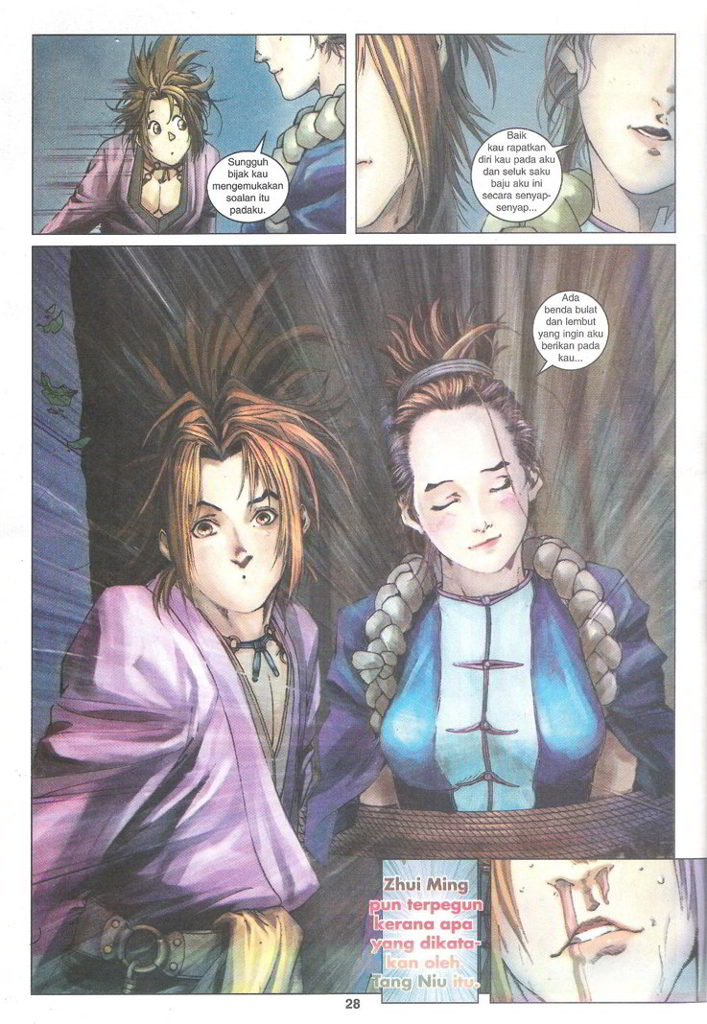 Sungguh
bijak kau
mengemukakan
soalan itu
padaku.
Baik
kau rapatkan
diri kau pada aku
dan seluk saku
baju aku ini
secara senyap-
senyap...
Ada
benda bulat
dan lembut
yang ingin aku
berikan pada
kau...
Zhui Ming
pun terpegun
kerana apa
yang dikata-
kan oleh
Tang Niu itu.
28